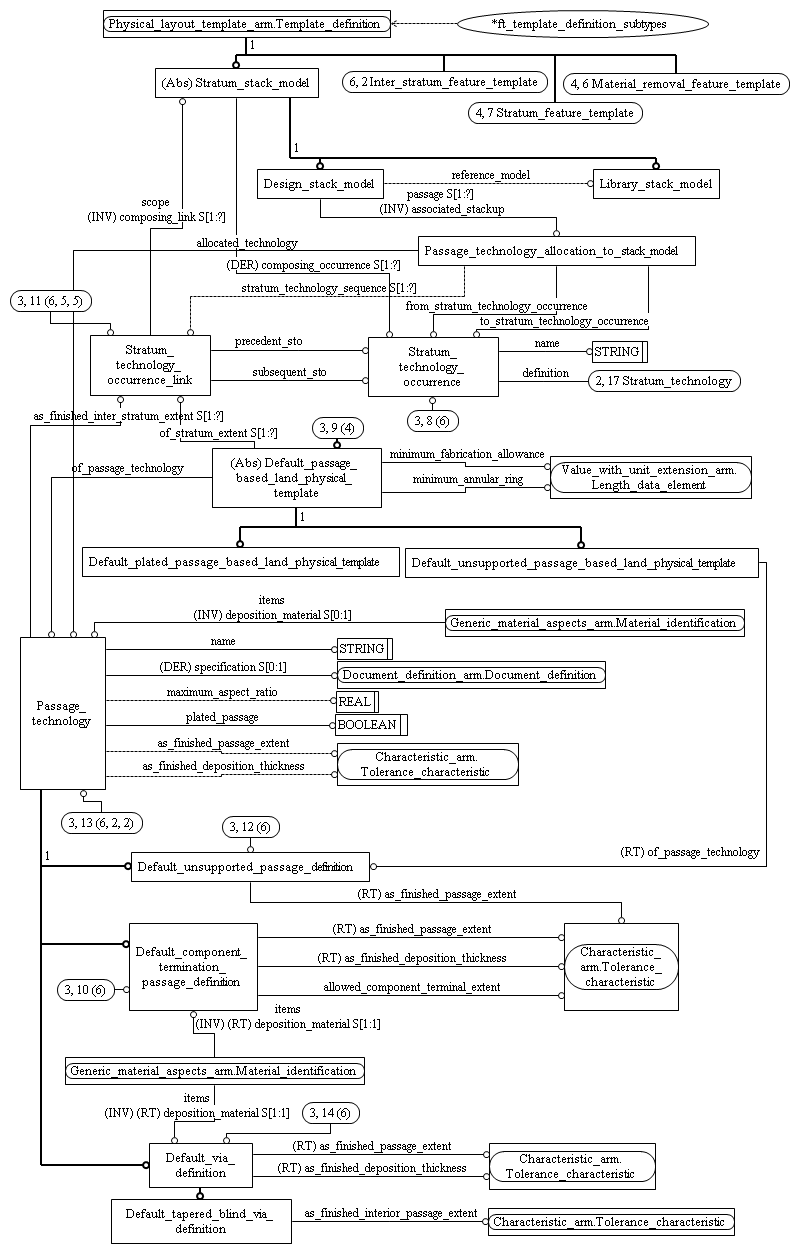 Physical_layout_template_arm.Template_definition
*ft_template_definition_subtypes
1
(Abs) Stratum_stack_model
6, 2 Inter_stratum_feature_template
4, 6 Material_removal_feature_template
4, 7 Stratum_feature_template
1
Design_stack_model
reference_model
Library_stack_model
passage S[1:?]
(INV) associated_stackup
scope
(INV) composing_link S[1:?]
allocated_technology
Passage_technology_allocation_to_stack_model
(DER) composing_occurrence S[1:?]
stratum_technology_sequence S[1:?]
3, 11 (6, 5, 5)
from_stratum_technology_occurrence
to_stratum_technology_occurrence
Stratum_
technology_
occurrence_link
precedent_sto
subsequent_sto
Stratum_
technology_
occurrence
name
STRING
definition
2, 17 Stratum_technology
as_finished_inter_stratum_extent S[1:?]
of_stratum_extent S[1:?]
3, 9 (4)
3, 8 (6)
of_passage_technology
(Abs) Default_passage_
based_land_physical_
template
minimum_fabrication_allowance
minimum_annular_ring
Value_with_unit_extension_arm.
Length_data_element
1
Default_plated_passage_based_land_physical_template
Default_unsupported_passage_based_land_physical_template
items
(INV) deposition_material S[0:1]
Generic_material_aspects_arm.Material_identification
Passage_
technology
name
STRING
(DER) specification S[0:1]
Document_definition_arm.Document_definition
maximum_aspect_ratio
REAL
plated_passage
BOOLEAN
as_finished_passage_extent
as_finished_deposition_thickness
Characteristic_arm.
Tolerance_characteristic
3, 13 (6, 2, 2)
3, 12 (6)
1
Default_unsupported_passage_definition
(RT) of_passage_technology
(RT) as_finished_passage_extent
Default_component_
termination_
passage_definition
(RT) as_finished_passage_extent
(RT) as_finished_deposition_thickness
allowed_component_terminal_extent
Characteristic_
arm.Tolerance_
characteristic
3, 10 (6)
items
(INV) (RT) deposition_material S[1:1]
Generic_material_aspects_arm.Material_identification
items
(INV) (RT) deposition_material S[1:1]
3, 14 (6)
Default_via_
definition
(RT) as_finished_passage_extent
(RT) as_finished_deposition_thickness
Characteristic_arm.
Tolerance_characteristic
Default_tapered_blind_via_
definition
as_finished_interior_passage_extent
Characteristic_arm.Tolerance_characteristic